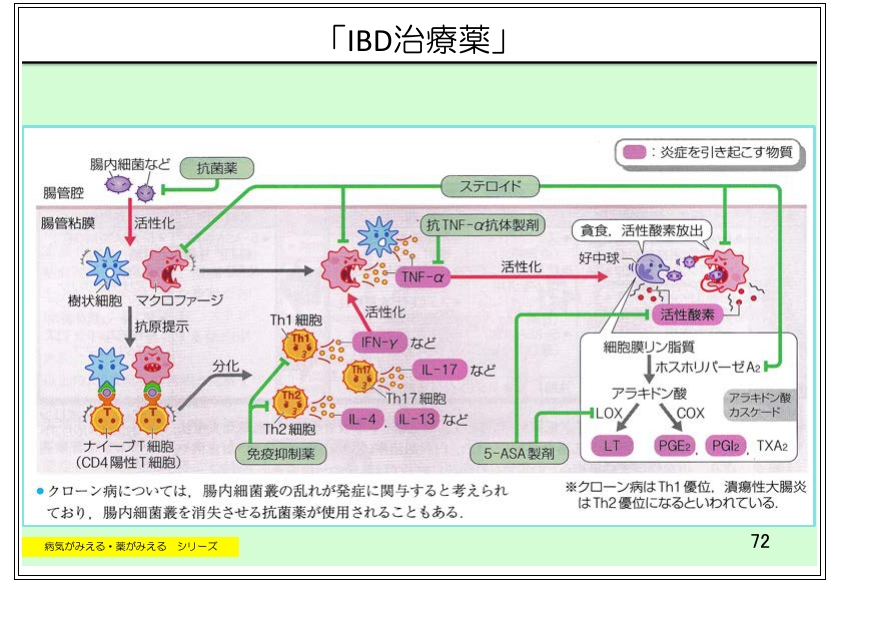 「IBD治療薬」
：炎症を引き起こす物質
腸内細菌など
抗菌薬
ステロイド
腸管腔
腸管粘膜
活性化
抗TNF-α抗体製剤
貪食，活性酸素放出
好中球
TNF-α
活性化
樹状細胞
マクロファージ
活性酸素
抗原提示
活性化
Th1細胞
Th1
IFN-γ など
細胞膜リン脂質
ホスホリパーゼA2
分化
Th17
IL-17 など
Th17細胞
アラキドン酸
アラキドン酸
カスケード
Th2
IL-4，IL-13 など
Th2細胞
LOX
COX
T
T
ナイーブT細胞
(CD4陽性T細胞)
免疫抑制薬
5-ASA製剤
LT
PGE2，PGI2，TXA2
●クローン病については，腸内細菌叢の乱れが発症に関与すると考えられ
ており，腸内細菌叢を消失させる抗菌薬が使用されることもある．
※クローン病はTh1優位，潰瘍性大腸炎
はTh2優位になるといわれている．
病気がみえる・薬がみえる　シリーズ
72